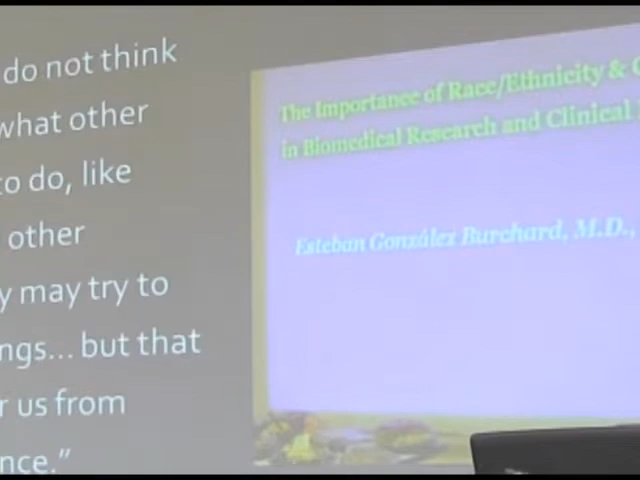 do not think
what other
to do, like
other
may try to
ngs... but that
r us from
nce."
The Importance of Race/Ethnicity &
in Biomedical Research and Clinical
Esteban González Burchard, M.D.,